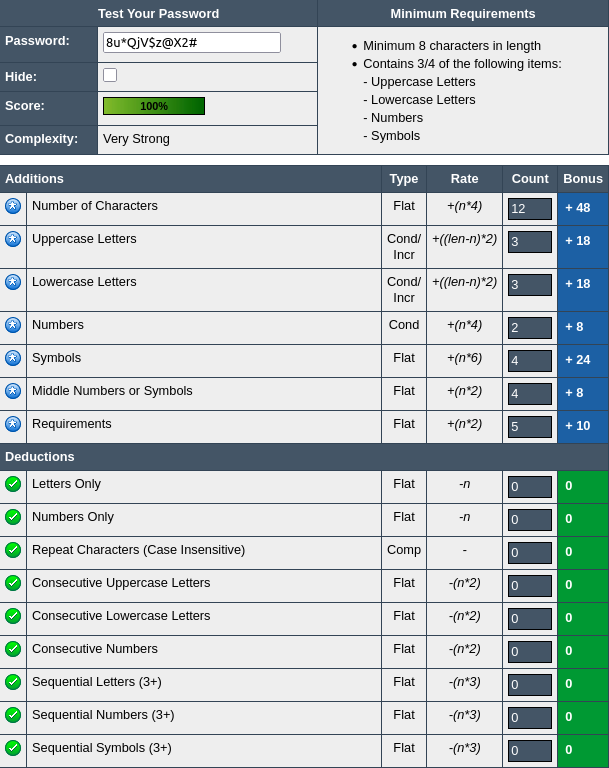 Test Your Password Minimum Requirements
Password: 8u*QjV$z@X2#
Hide:
Score: 100%
Complexity: Very Strong
• Minimum 8 characters in length
• Contains 3/4 of the following items:
- Uppercase Letters
- Lowercase Letters
- Numbers
- Symbols
Additions Type Rate Count Bonus
Number of Characters Flat +(n*4) 12 + 48
Uppercase Letters Cond/ +((len-n)*2) 3 + 18
Incr
Lowercase Letters Cond/ +((len-n)*2) 3 + 18
Incr
Numbers Cond +(n*4) 2 + 8
Symbols Flat +(n*6) 4 + 24
Middle Numbers or Symbols Flat +(n*2) 4 + 8
Requirements Flat +(n*2) 5 + 10
Deductions
Letters Only Flat -n 0 0
Numbers Only Flat -n 0 0
Repeat Characters (Case Insensitive) Comp - 0 0
Consecutive Uppercase Letters Flat -(n*2) 0 0
Consecutive Lowercase Letters Flat -(n*2) 0 0
Consecutive Numbers Flat -(n*2) 0 0
Sequential Letters (3+) Flat -(n*3) 0 0
Sequential Numbers (3+) Flat -(n*3) 0 0
Sequential Symbols (3+) Flat -(n*3) 0 0